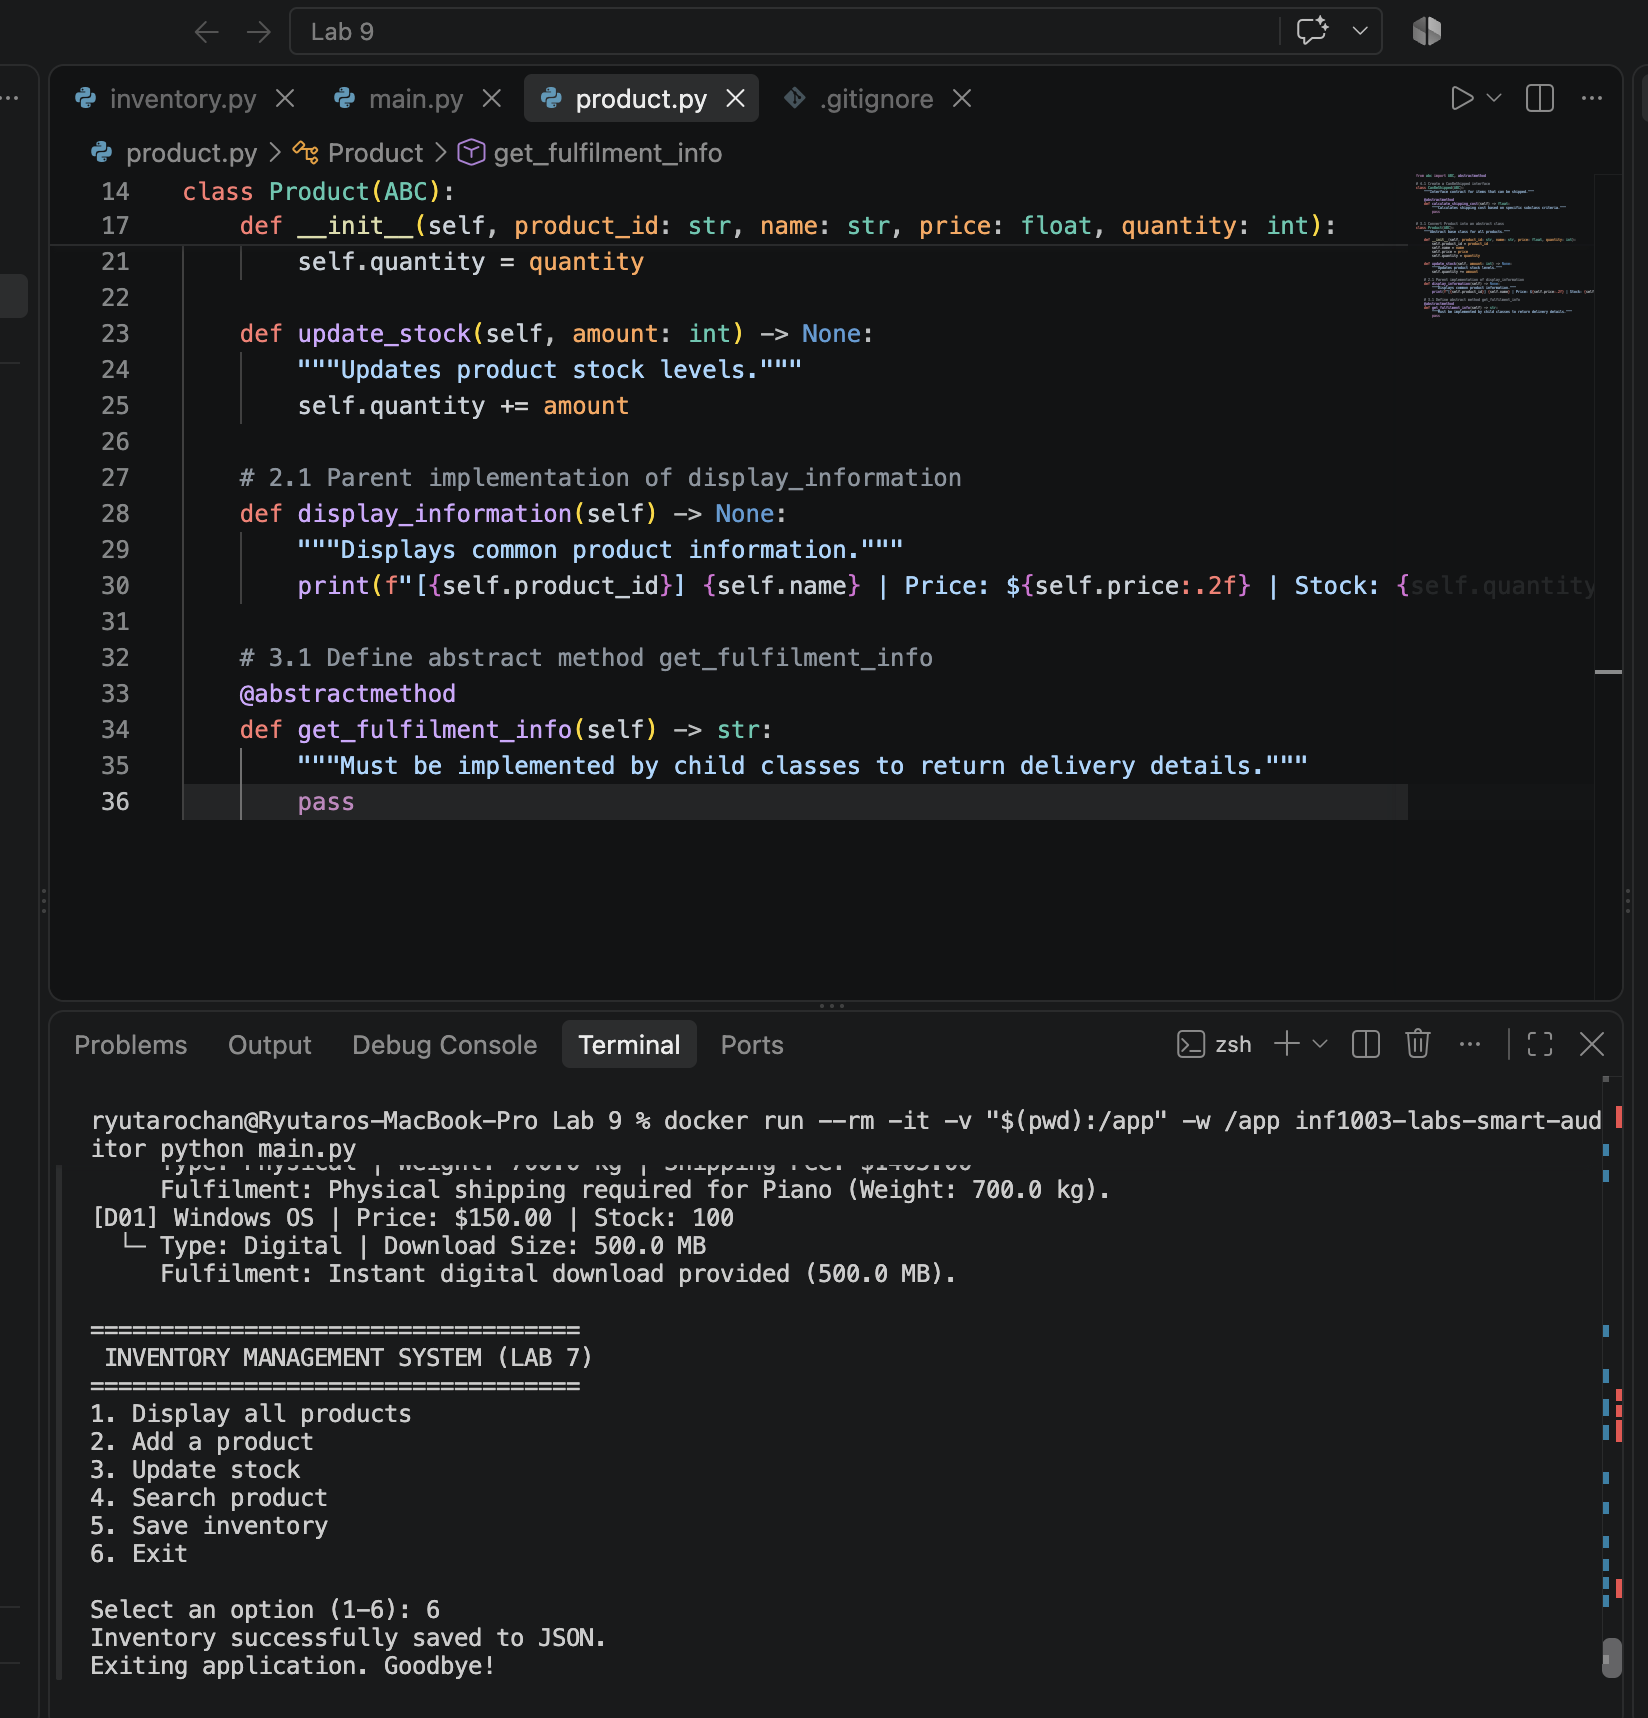 Lab 9
inventory.py
main.py
product.py
.gitignore
product.py > Product > get_fulfilment_info
14 class Product(ABC):
17 def __init__(self, product_id: str, name: str, price: float, quantity: int):
21 self.quantity = quantity
22
23 def update_stock(self, amount: int) -> None:
24 """Updates product stock levels."""
25 self.quantity += amount
26
27 # 2.1 Parent implementation of display_information
28 def display_information(self) -> None:
29 """Displays common product information."""
30 print(f"[{self.product_id}] {self.name} | Price: ${self.price:.2f} | Stock: {self.quantity
31
32 # 3.1 Define abstract method get_fulfilment_info
33 @abstractmethod
34 def get_fulfilment_info(self) -> str:
35 """Must be implemented by child classes to return delivery details."""
36 pass
Problems Output Debug Console Terminal Ports
zsh
ryutarochan@Ryutaros-MacBook-Pro Lab 9 % docker run --rm -it -v "$(pwd):/app" -w /app inf1003-labs-smart-aud
itor python main.py
Type: Physical | Weight: 700.0 kg | Shipping Fee: $1405.00
Fulfilment: Physical shipping required for Piano (Weight: 700.0 kg).
[D01] Windows OS | Price: $150.00 | Stock: 100
└─ Type: Digital | Download Size: 500.0 MB
Fulfilment: Instant digital download provided (500.0 MB).
===================================
INVENTORY MANAGEMENT SYSTEM (LAB 7)
===================================
1. Display all products
2. Add a product
3. Update stock
4. Search product
5. Save inventory
6. Exit
Select an option (1-6): 6
Inventory successfully saved to JSON.
Exiting application. Goodbye!